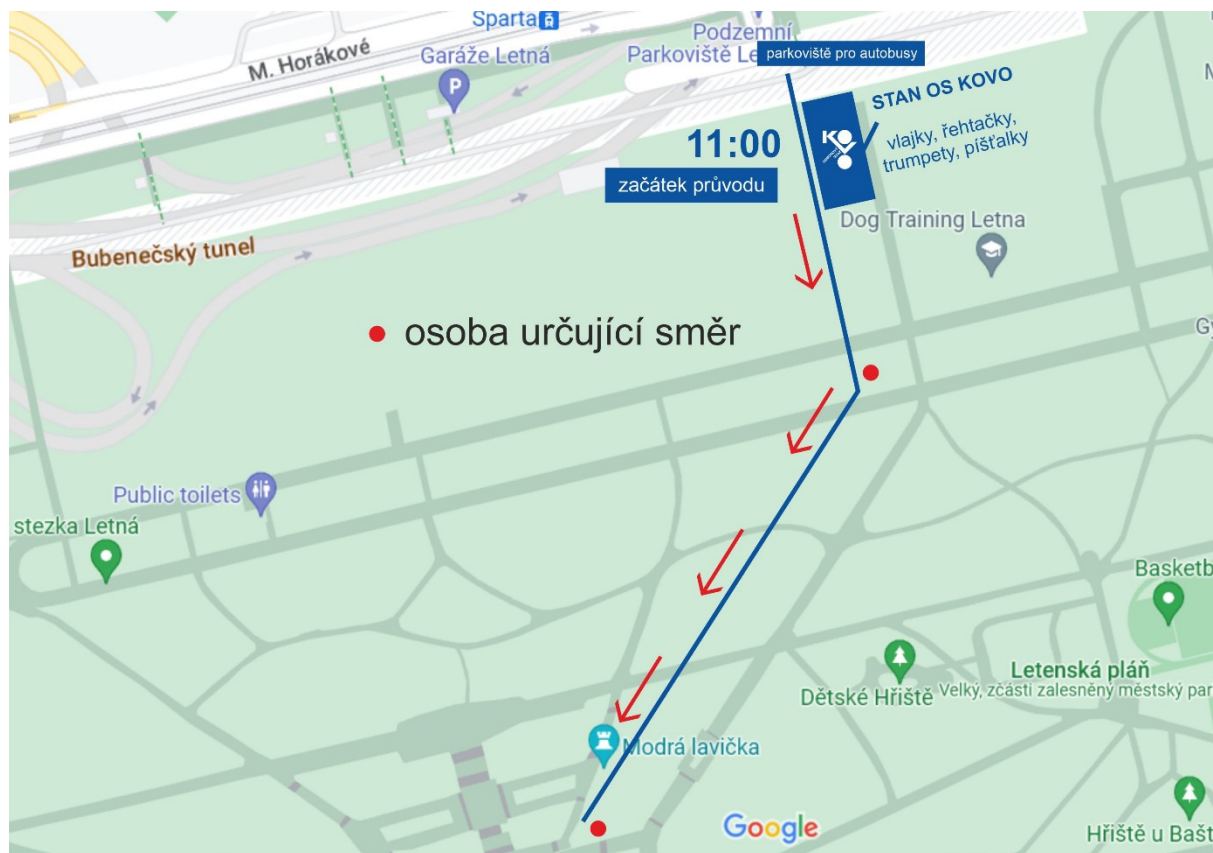 Sparta
M. Horákové
Garáže Letná
P
Podzemní
Parkoviště Le
parkoviště pro autobusy
STAN OS KOVO
vlajky, řehtačky,
trumpety, píšťalky
11:00
začátek průvodu
Dog Training Letna
Bubenečský tunel
osoba určující směr
Gy
Public toilets
stezka Letná
Basketb
Letenská pláň
Velký, zčásti zalesněný městský par
Dětské Hřiště
Modrá lavička
Google
Hřiště u Bašt